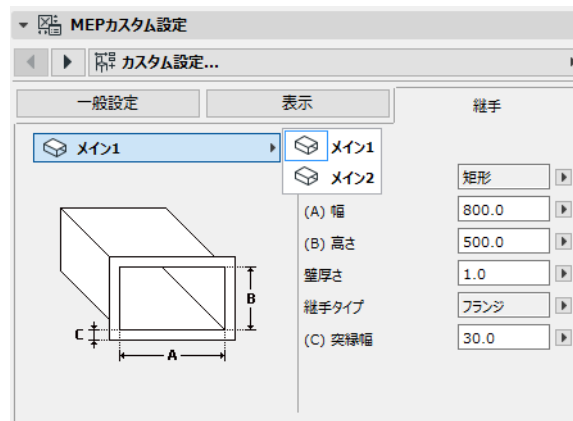 MEPカスタム設定
カスタム設定...
一般設定 表示 継手
メイン1 メイン1
メイン2
矩形
(A) 幅 800.0
(B) 高さ 500.0
壁厚さ 1.0
継手タイプ フランジ
(C) 突縁幅 30.0
B
C
A